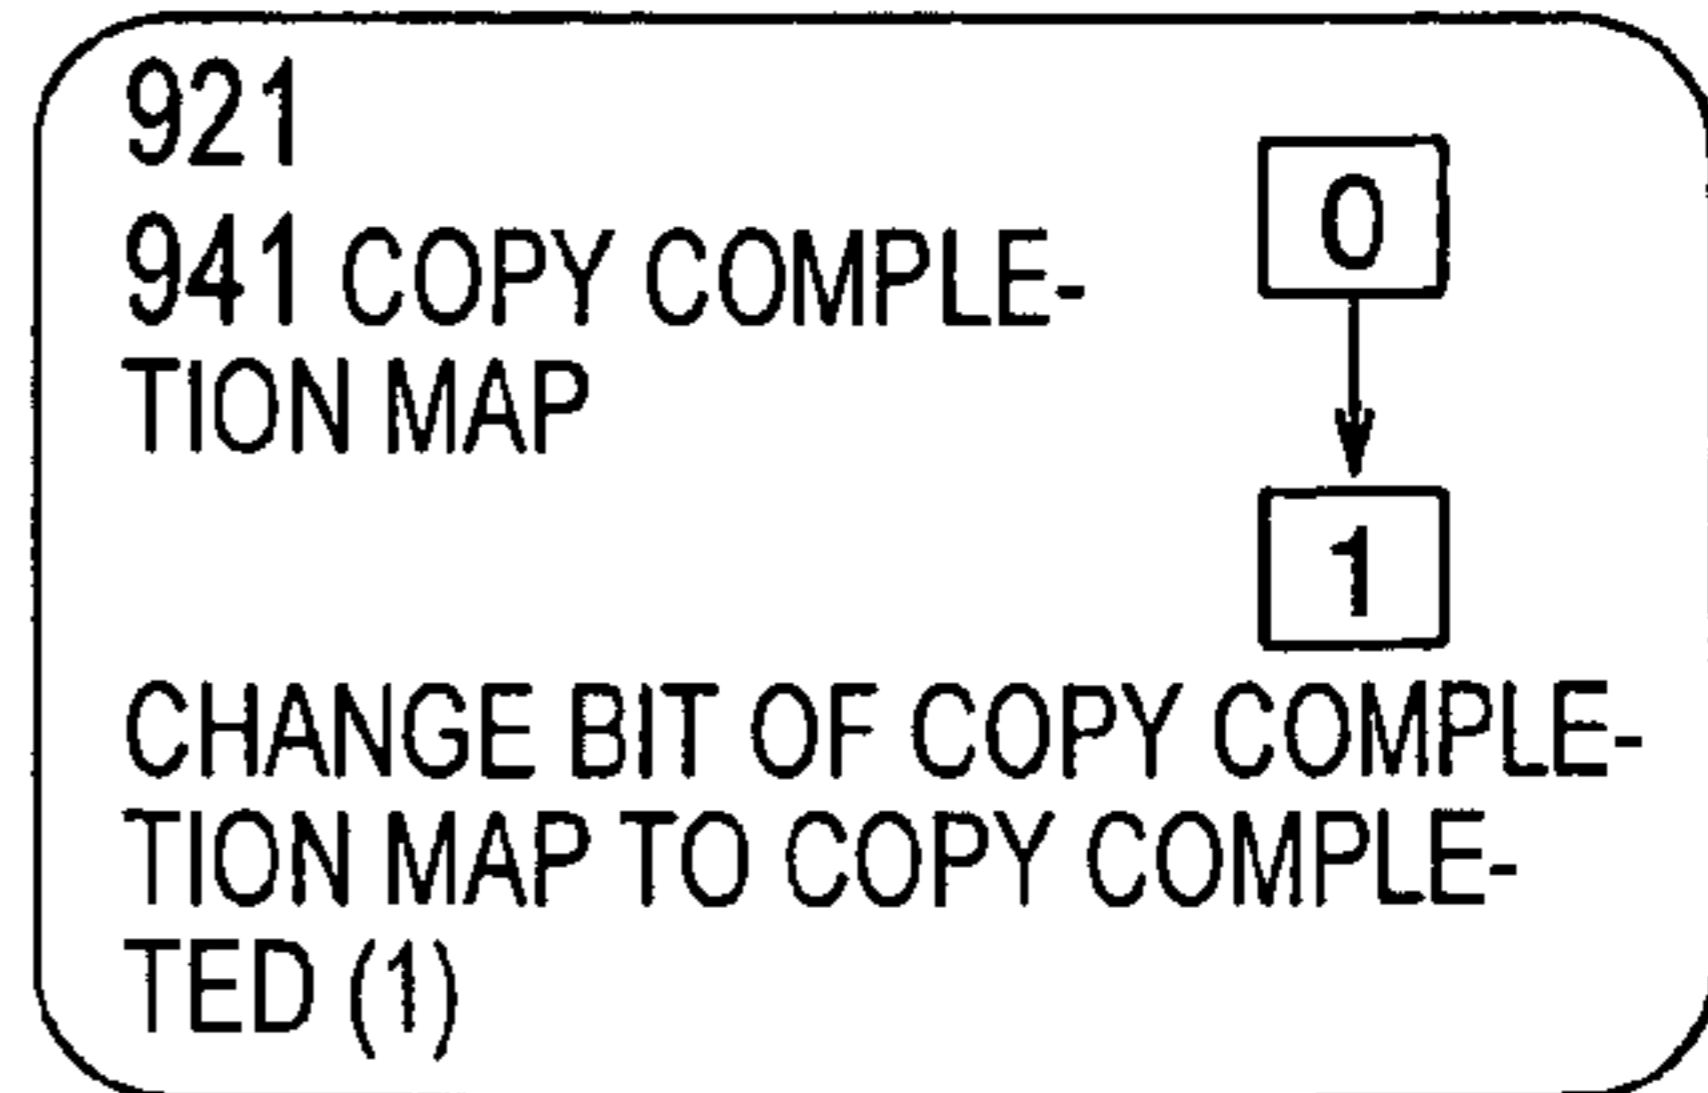 921
941 COPY COMPLE-
TION MAP
0
1
CHANGE BIT OF COPY COMPLE-
TION MAP TO COPY COMPLE-
TED (1)